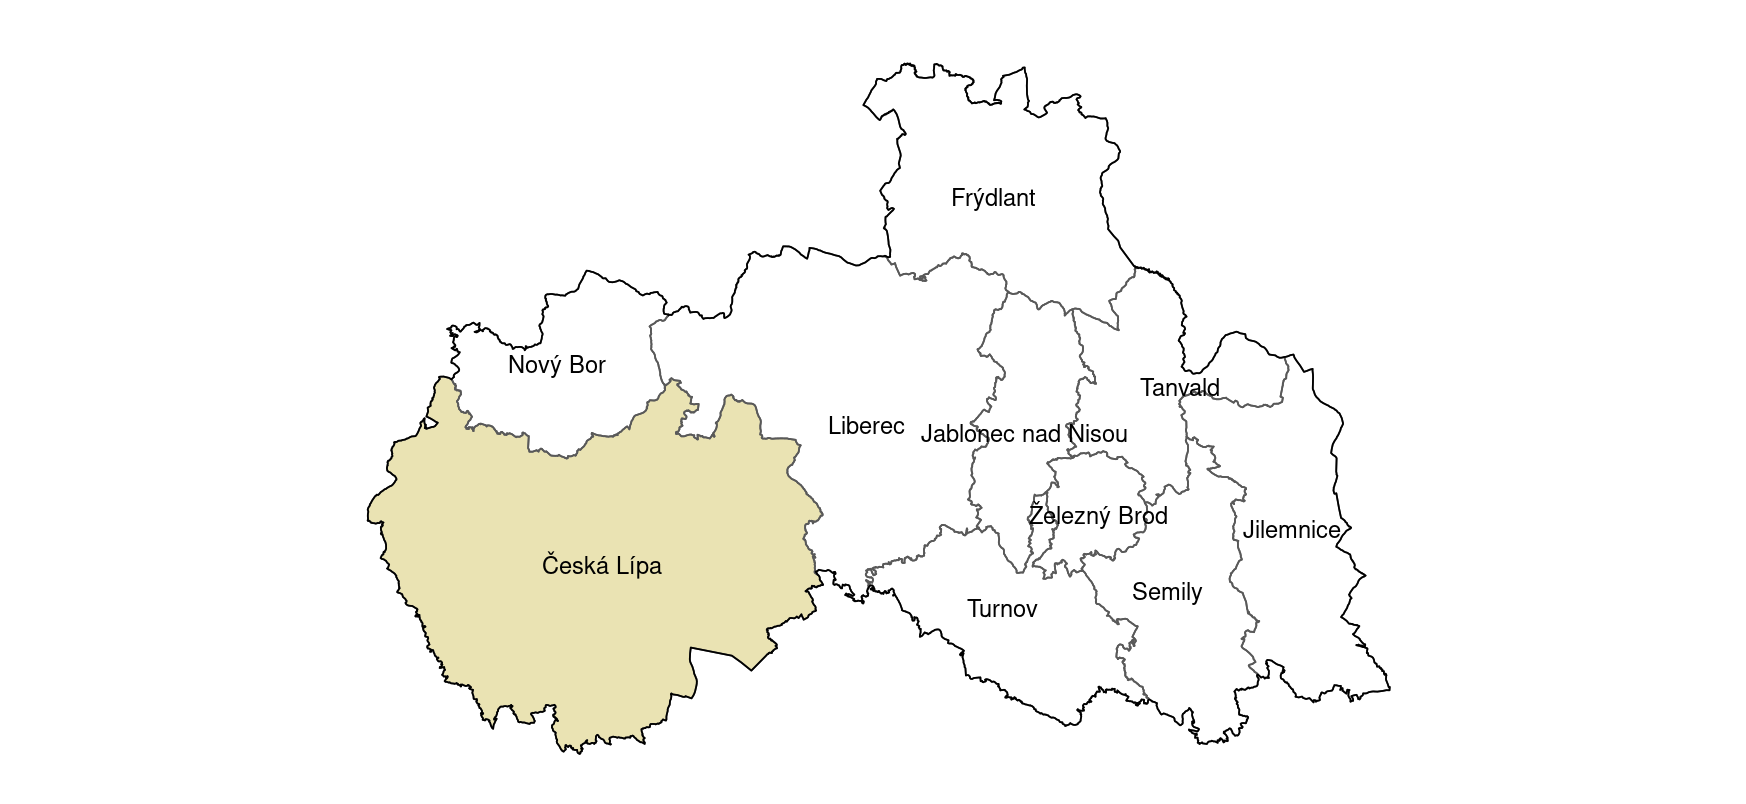 Frýdlant
Nový Bor
Tanvald
Liberec
Jablonec nad Nisou
Železný Brod
Jilemnice
Česká Lípa
Semily
Turnov